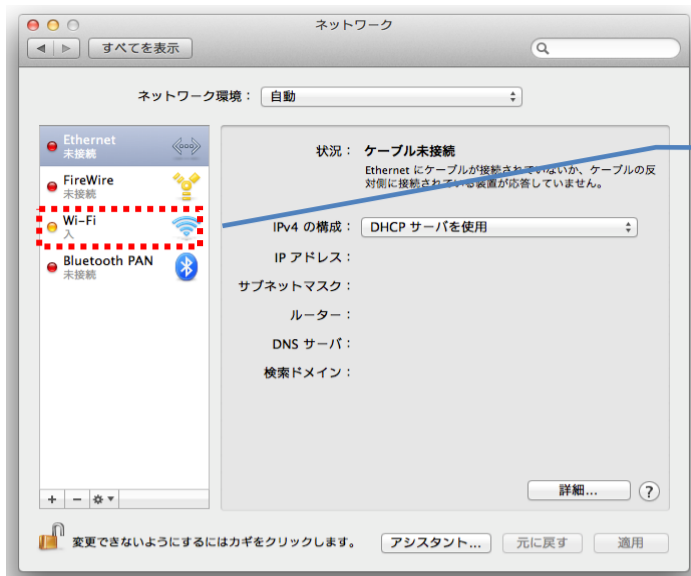 ネットワーク
すべてを表示
ネットワーク環境： 自動
Ethernet
未接続
FireWire
未接続
Wi-Fi
入
Bluetooth PAN
未接続
状況： ケーブル未接続
Ethernet にケーブルが接続されていないか、ケーブルの反
対側に接続されている装置が応答していません。
IPv4 の構成： DHCP サーバを使用
IP アドレス：
サブネットマスク：
ルーター：
DNS サーバ：
検索ドメイン：
詳細... ?
変更できないようにするにはカギをクリックします。 アシスタント... 元に戻す 適用